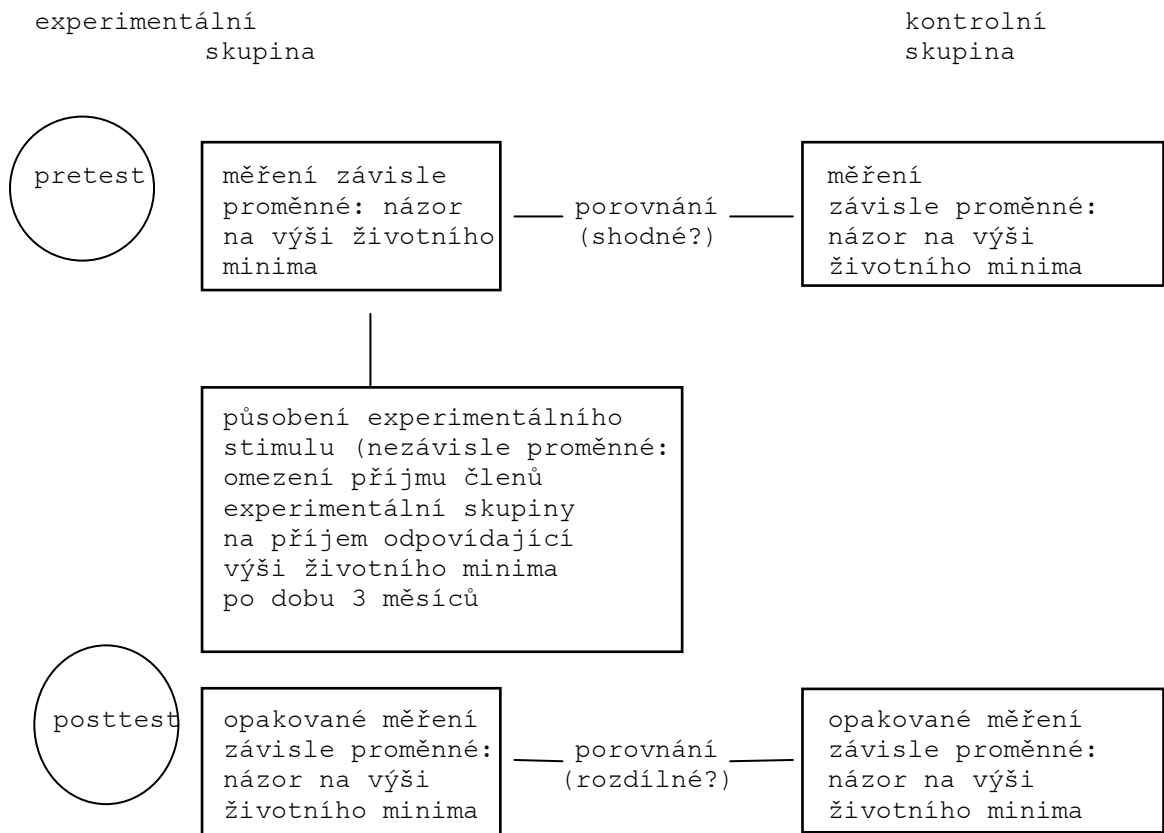 experimentální
skupina
kontrolní
skupina
pretest
měření závisle
proměnné: názor
na výši životního
minima
porovnání
(shodné?)
měření
závisle proměnné:
názor na výši
životního minima
působení experimentálního
stimulu (nezávisle proměnné:
omezení příjmu členů
experimentální skupiny
na příjem odpovídající
výši životního minima
po dobu 3 měsíců
posttest
opakované měření
závisle proměnné:
názor na výši
životního minima
porovnání
(rozdílné?)
opakované měření
závisle proměnné:
názor na výši
životního minima